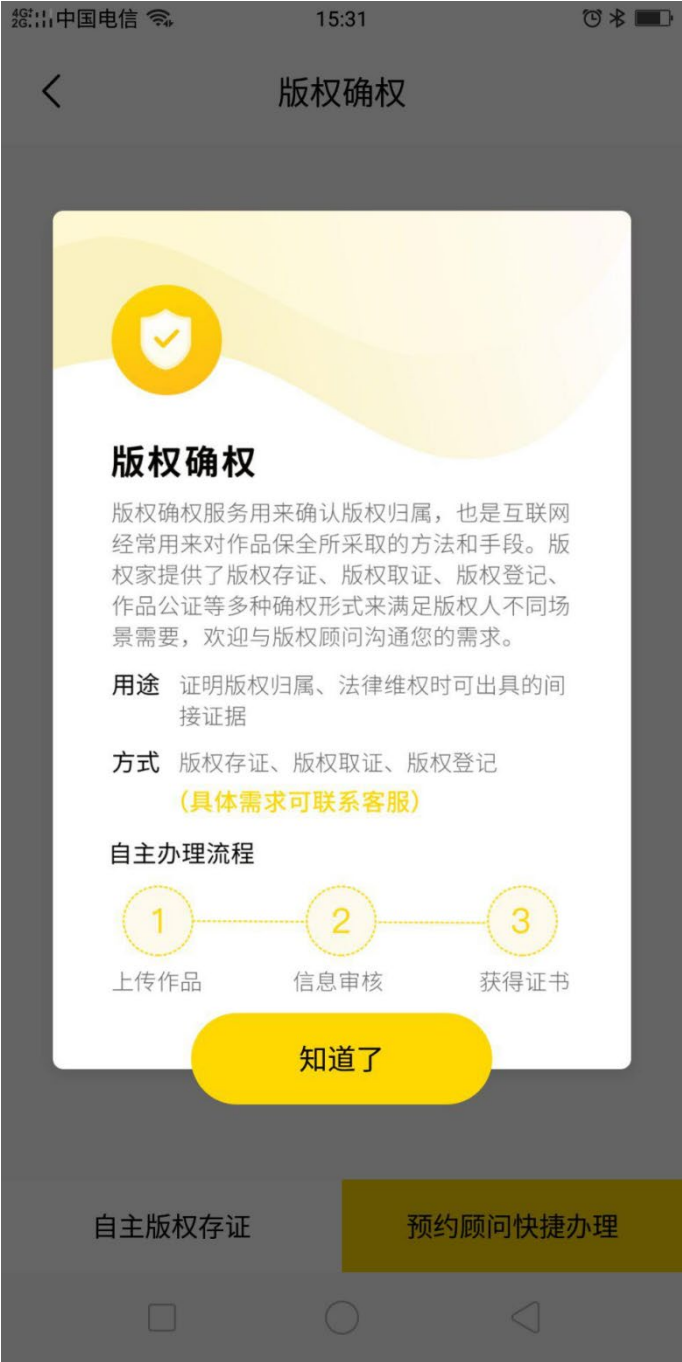 4G 2G 中国电信 15:31
版权确权
版权确权
版权确权服务用来确认版权归属，也是互联网
经常用来对作品保全所采取的方法和手段。版
权家提供了版权存证、版权取证、版权登记、
作品公证等多种确权形式来满足版权人不同场
景需要，欢迎与版权顾问沟通您的需求。
用途 证明版权归属、法律维权时可出具的间
接证据
方式 版权存证、版权取证、版权登记
（具体需求可联系客服）
自主办理流程
1 2 3
上传作品 信息审核 获得证书
知道了
自主版权存证 预约顾问快捷办理